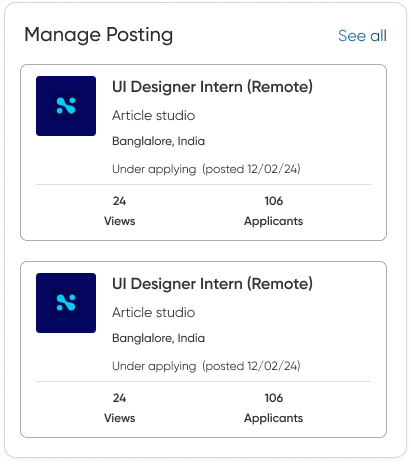 Manage Posting
See all
UI Designer Intern (Remote)
Article studio
Banglalore, India
Under applying (posted 12/02/24)
24
106
Views
Applicants
UI Designer Intern (Remote)
Article studio
Banglalore, India
Under applying (posted 12/02/24)
24
106
Views
Applicants